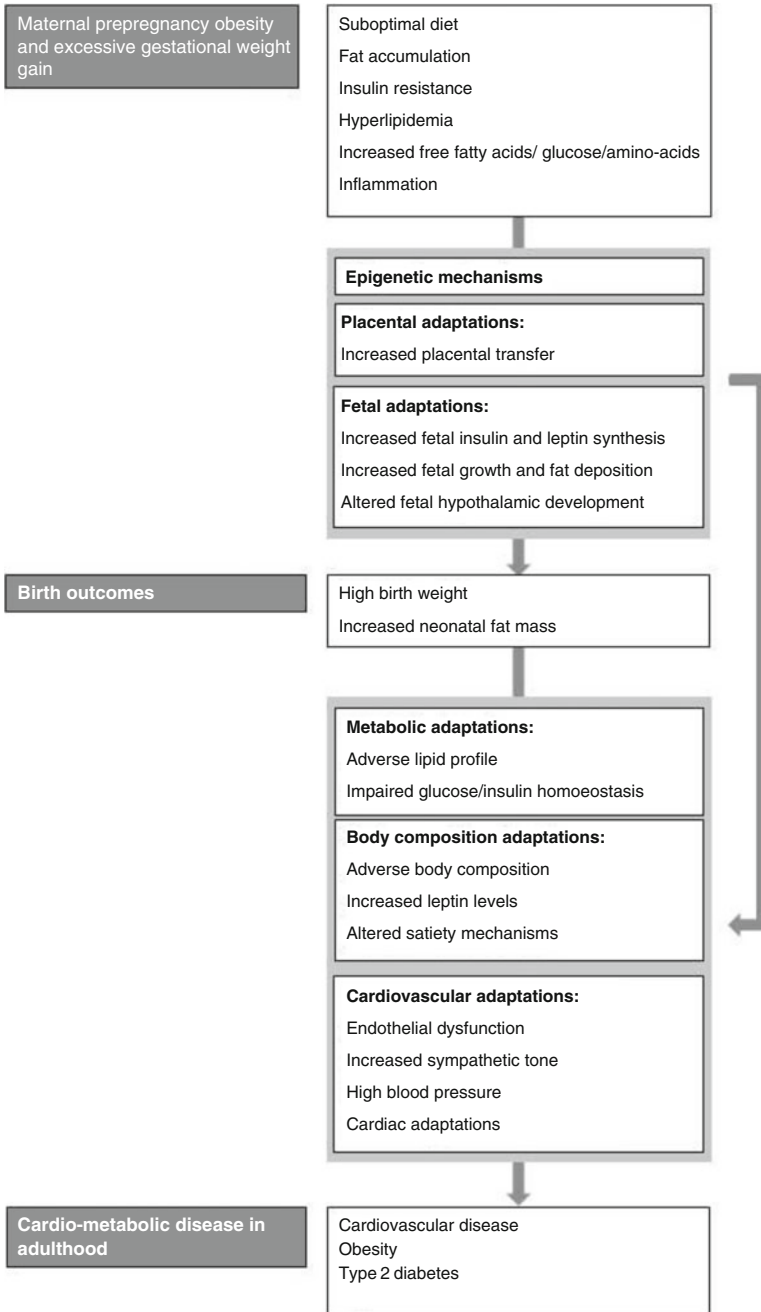 Maternal prepregnancy obesity
and excessive gestational weight
gain
Suboptimal diet
Fat accumulation
Insulin resistance
Hyperlipidemia
Increased free fatty acids/ glucose/amino-acids
Inflammation
Epigenetic mechanisms
Placental adaptations:
Increased placental transfer
Fetal adaptations:
Increased fetal insulin and leptin synthesis
Increased fetal growth and fat deposition
Altered fetal hypothalamic development
Birth outcomes
High birth weight
Increased neonatal fat mass
Metabolic adaptations:
Adverse lipid profile
Impaired glucose/insulin homoeostasis
Body composition adaptations:
Adverse body composition
Increased leptin levels
Altered satiety mechanisms
Cardiovascular adaptations:
Endothelial dysfunction
Increased sympathetic tone
High blood pressure
Cardiac adaptations
Cardio-metabolic disease in
adulthood
Cardiovascular disease
Obesity
Type 2 diabetes